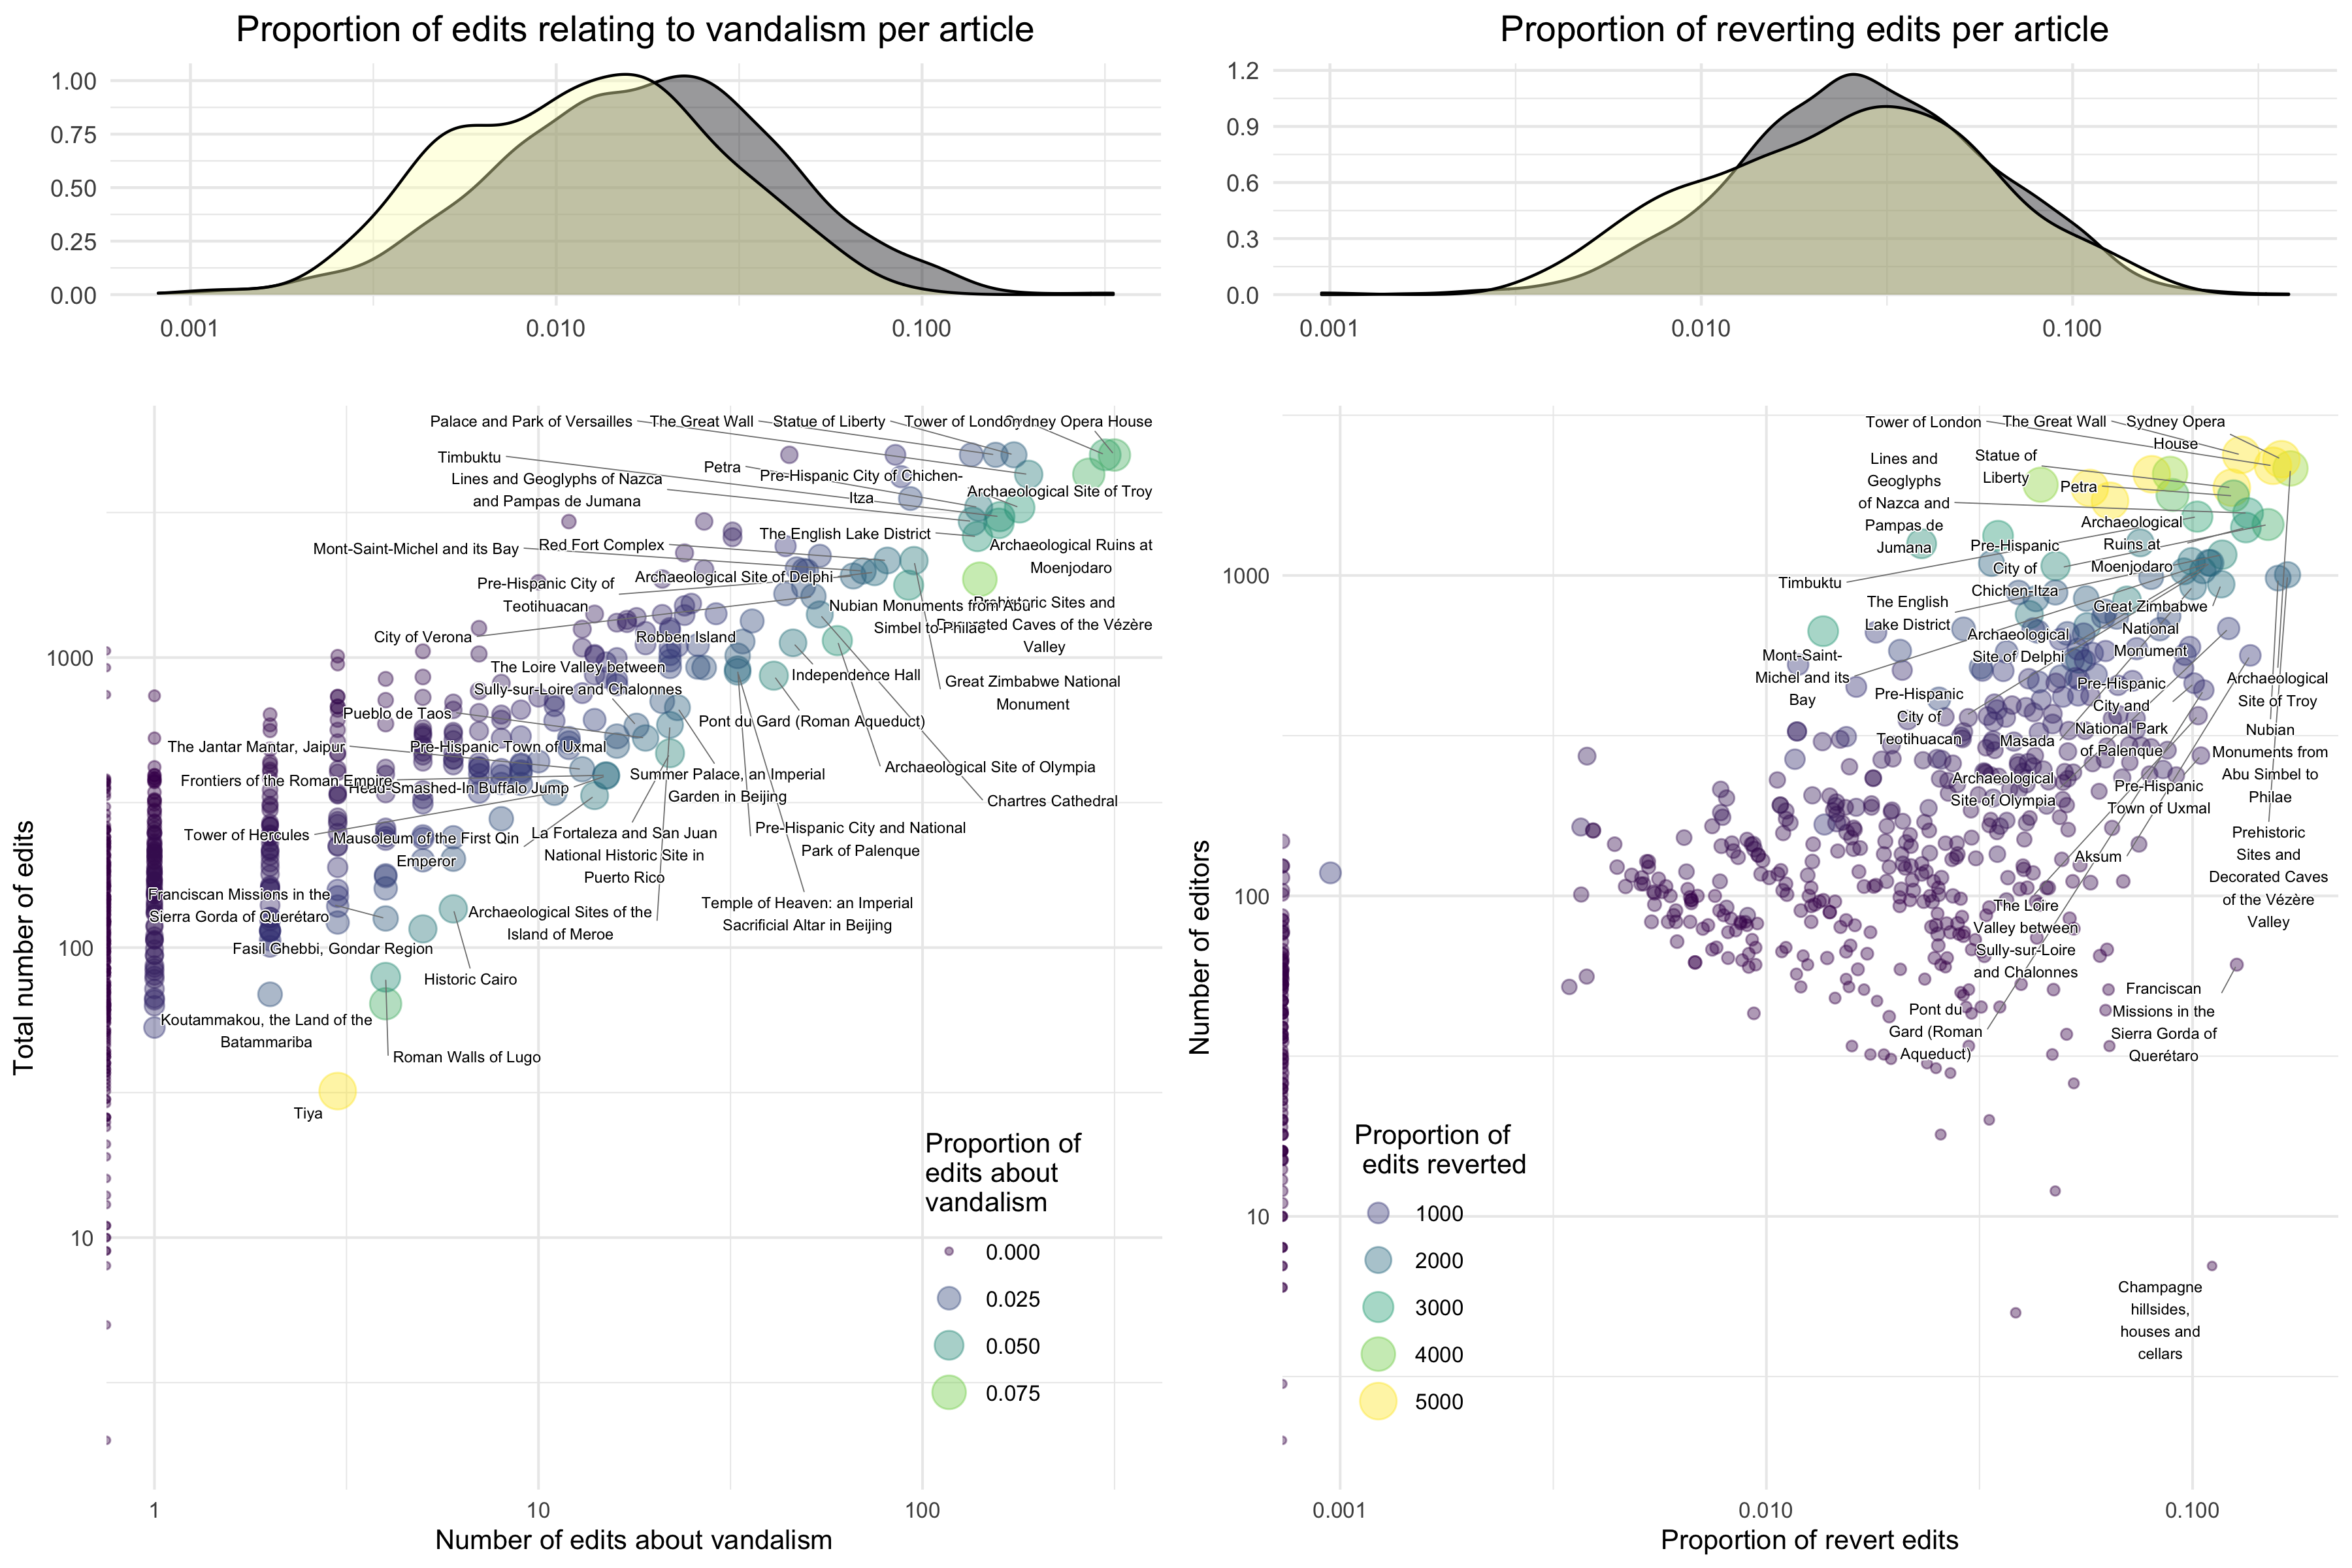 Proportion of edits relating to vandalism per article
1.00
0.75
0.50
0.25
0.00
0.001
0.010
0.100
Proportion of reverting edits per article
1.2
0.9
0.6
0.3
0.0
0.001
0.010
0.100
Total number of edits
1000
100
10
Palace and Park of Versailles
The Great Wall
Statue of Liberty
Tower of London
Sydney Opera House
Timbuktu
Petra
Lines and Geoglyphs of Nazca
and Pampas de Jumana
Pre-Hispanic City of Chichen-
Itza
Archaeological Site of Troy
The English Lake District
Mont-Saint-Michel and its Bay
Red Fort Complex
Archaeological Ruins at
Moenjodaro
Pre-Hispanic City of
Teotihuacan
Archaeological Site of Delphi
Nubian Monuments from Abu
Simbel to Philae
Prehistoric Sites and
Decorated Caves of the Vézère
Valley
City of Verona
Robben Island
The Loire Valley between
Sully-sur-Loire and Chalonnes
Independence Hall
Great Zimbabwe National
Monument
Pueblo de Taos
Pont du Gard (Roman Aqueduct)
The Jantar Mantar, Jaipur
Pre-Hispanic Town of Uxmal
Archaeological Site of Olympia
Frontiers of the Roman Empire
Head-Smashed-In Buffalo Jump
Summer Palace, an Imperial
Garden in Beijing
Chartres Cathedral
Tower of Hercules
Mausoleum of the First Qin
Emperor
La Fortaleza and San Juan
National Historic Site in
Puerto Rico
Pre-Hispanic City and National
Park of Palenque
Franciscan Missions in the
Sierra Gorda of Querétaro
Archaeological Sites of the
Island of Meroe
Temple of Heaven: an Imperial
Sacrificial Altar in Beijing
Fasil Ghebbi, Gondar Region
Historic Cairo
Koutammakou, the Land of the
Batammariba
Roman Walls of Lugo
Tiya
Proportion of
edits about
vandalism
0.000
0.025
0.050
0.075
1
10
100
Number of edits about vandalism
Number of editors
1000
100
10
Tower of London
The Great Wall
Sydney Opera
House
Lines and
Geoglyphs
of Nazca and
Pampas de
Jumana
Statue of
Liberty
Petra
Archaeological
Ruins at
Moenjodaro
Pre-Hispanic
City of
Chichen-Itza
Timbuktu
The English
Lake District
Great Zimbabwe
National
Monument
Archaeological
Site of Delphi
Mont-Saint-
Michel and its
Bay
Pre-Hispanic
City of
Teotihuacan
Pre-Hispanic
City and
National Park
of Palenque
Archaeological
Site of Troy
Masada
Nubian
Monuments from
Abu Simbel to
Philae
Archaeological
Site of Olympia
Pre-Hispanic
Town of Uxmal
Prehistoric
Sites and
Decorated Caves
of the Vézère
Valley
Aksum
The Loire
Valley between
Sully-sur-Loire
and Chalonnes
Pont du
Gard (Roman
Aqueduct)
Franciscan
Missions in the
Sierra Gorda of
Querétaro
Champagne
hillsides,
houses and
cellars
Proportion of
edits reverted
1000
2000
3000
4000
5000
0.001
0.010
0.100
Proportion of revert edits